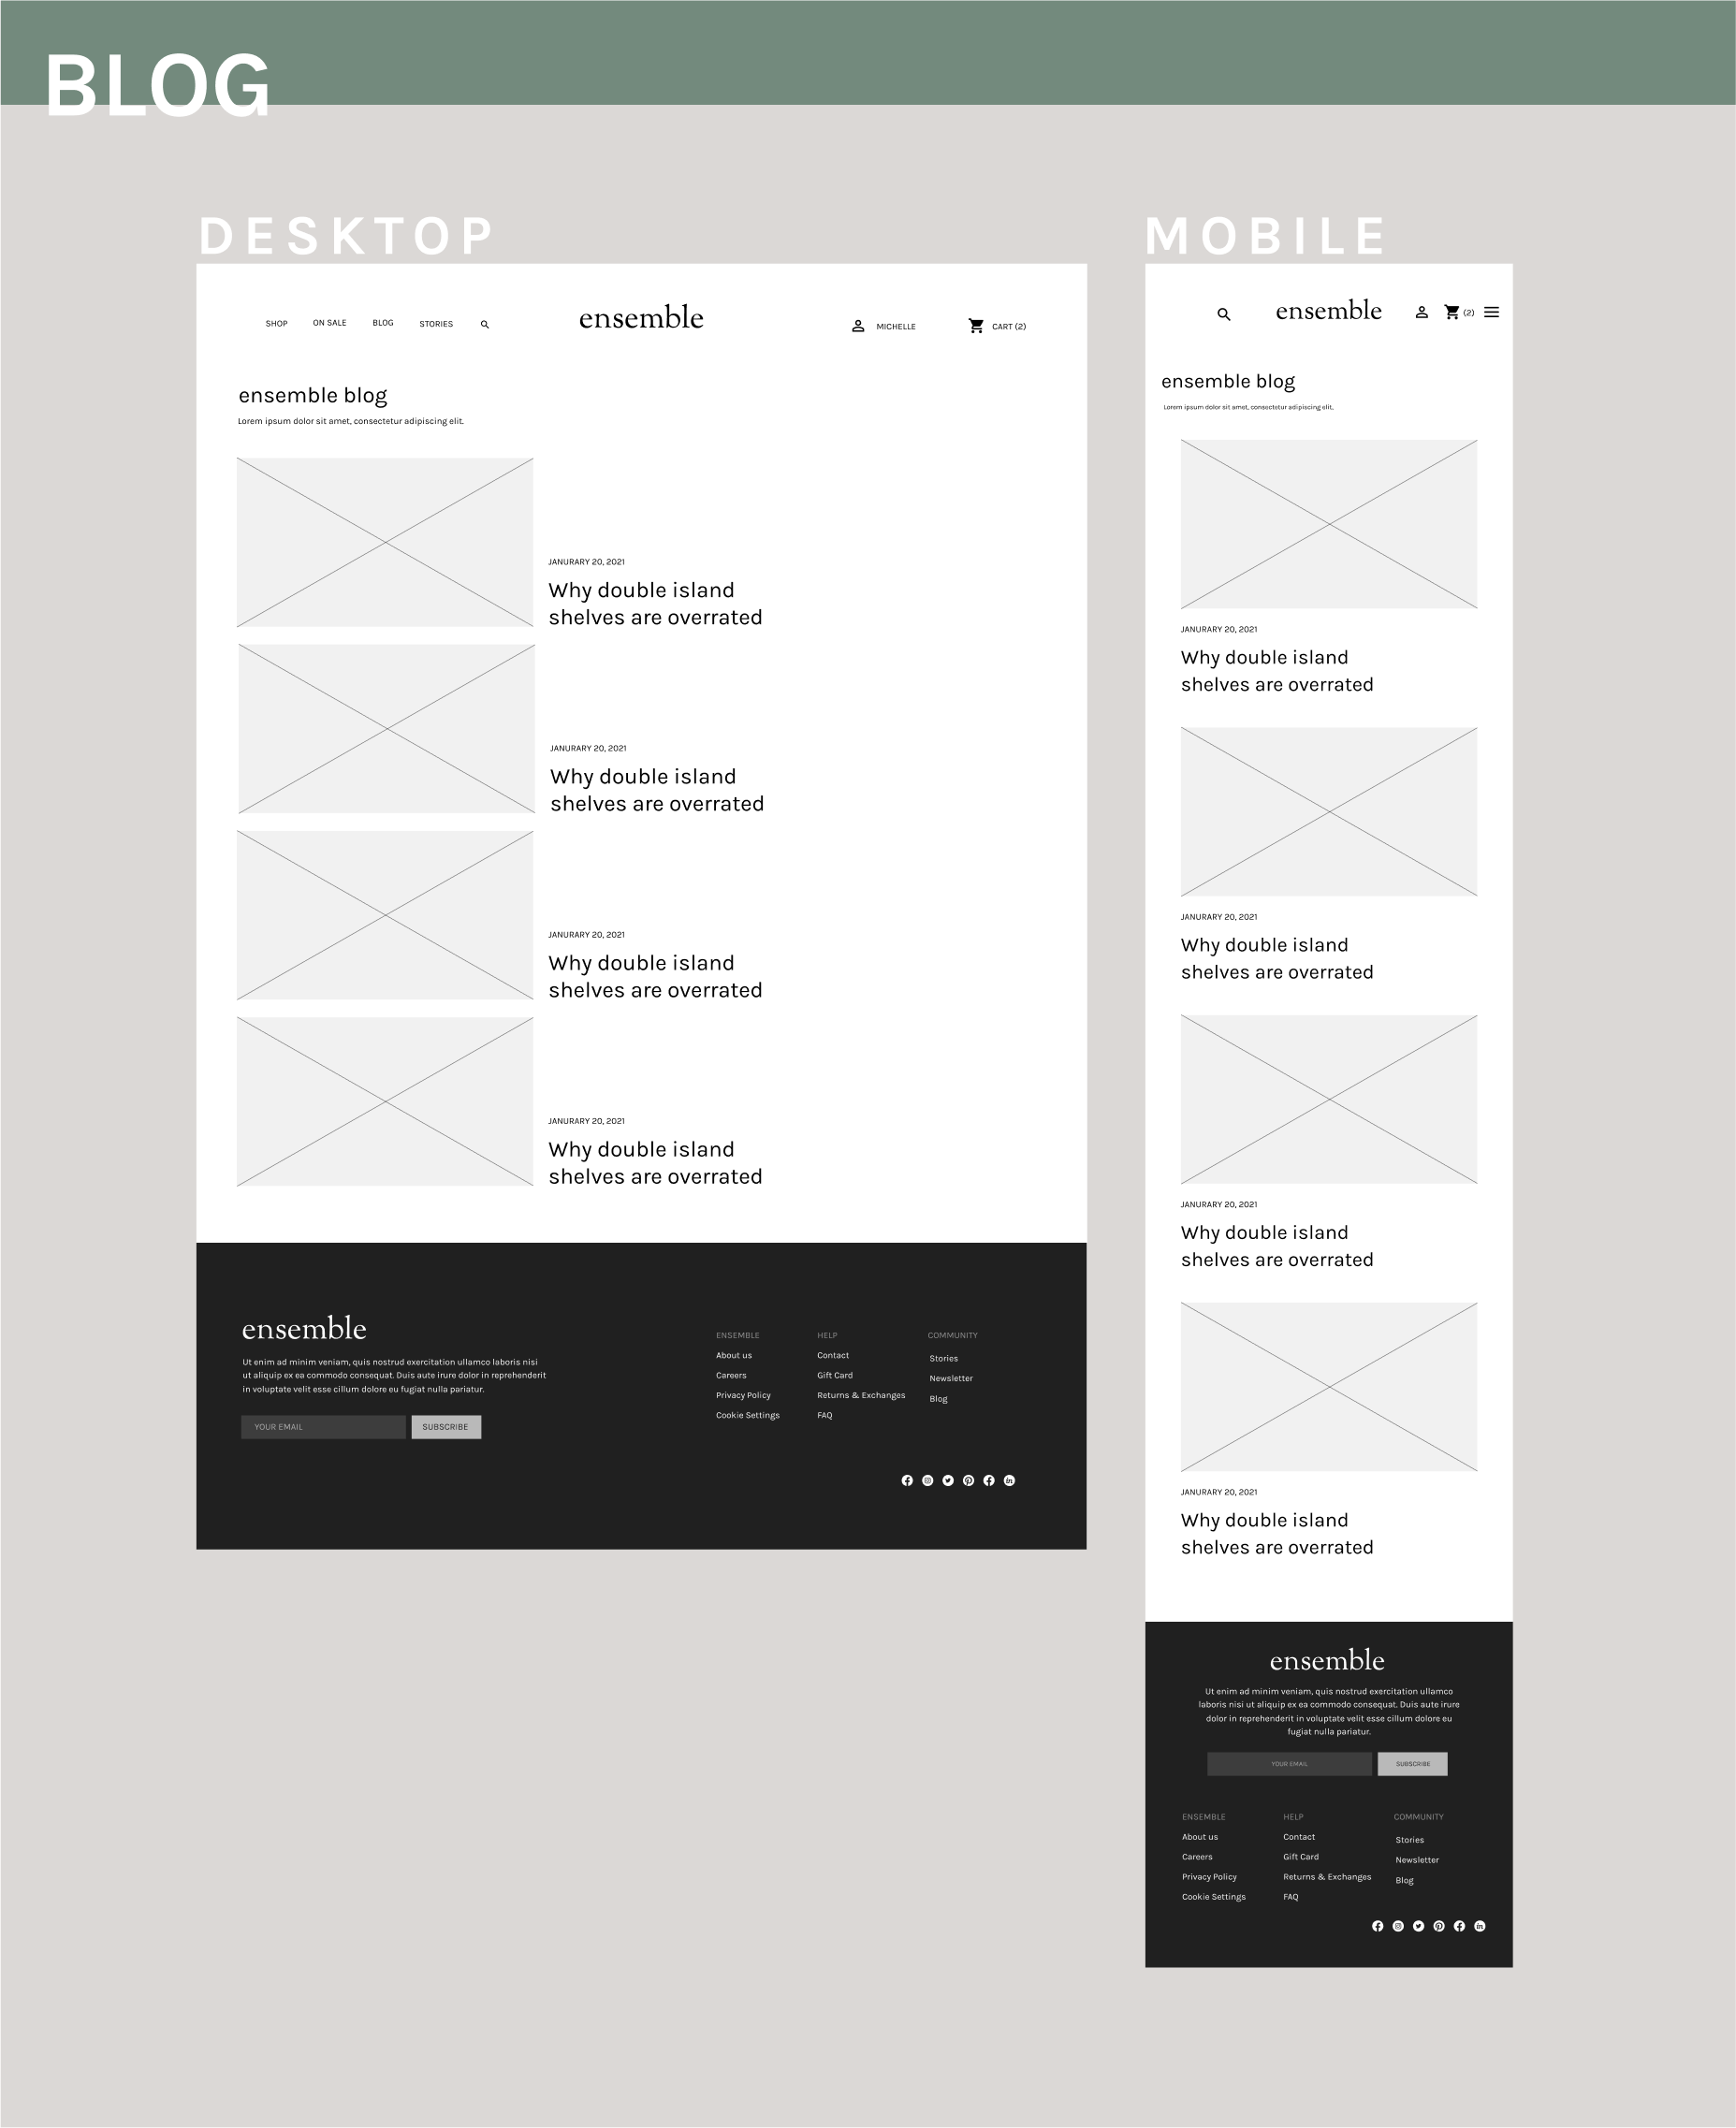 BLOG
DESKTOP
SHOP ON SALE BLOG STORIES ensemble MICHELLE CART (2)
ensemble blog
Lorem ipsum dolor sit amet, consectetur adipiscing elit.
JANURARY 20, 2021
Why double island
shelves are overrated
JANURARY 20, 2021
Why double island
shelves are overrated
JANURARY 20, 2021
Why double island
shelves are overrated
JANURARY 20, 2021
Why double island
shelves are overrated
ensemble
Ut enim ad minim veniam, quis nostrud exercitation ullamco laboris nisi
ut aliquip ex ea commodo consequat. Duis aute irure dolor in reprehenderit
in voluptate velit esse cillum dolore eu fugiat nulla pariatur.
YOUR EMAIL SUBSCRIBE
ENSEMBLE
About us
Careers
Privacy Policy
Cookie Settings
HELP
Contact
Gift Card
Returns & Exchanges
FAQ
COMMUNITY
Stories
Newsletter
Blog
MOBILE
ensemble (2)
ensemble blog
Lorem ipsum dolor sit amet, consectetur adipiscing elit.
JANURARY 20, 2021
Why double island
shelves are overrated
JANURARY 20, 2021
Why double island
shelves are overrated
JANURARY 20, 2021
Why double island
shelves are overrated
JANURARY 20, 2021
Why double island
shelves are overrated
ensemble
Ut enim ad minim veniam, quis nostrud exercitation ullamco
laboris nisi ut aliquip ex ea commodo consequat. Duis aute irure
dolor in reprehenderit in voluptate velit esse cillum dolore eu
fugiat nulla pariatur.
YOUR EMAIL SUBSCRIBE
ENSEMBLE
About us
Careers
Privacy Policy
Cookie Settings
HELP
Contact
Gift Card
Returns & Exchanges
FAQ
COMMUNITY
Stories
Newsletter
Blog